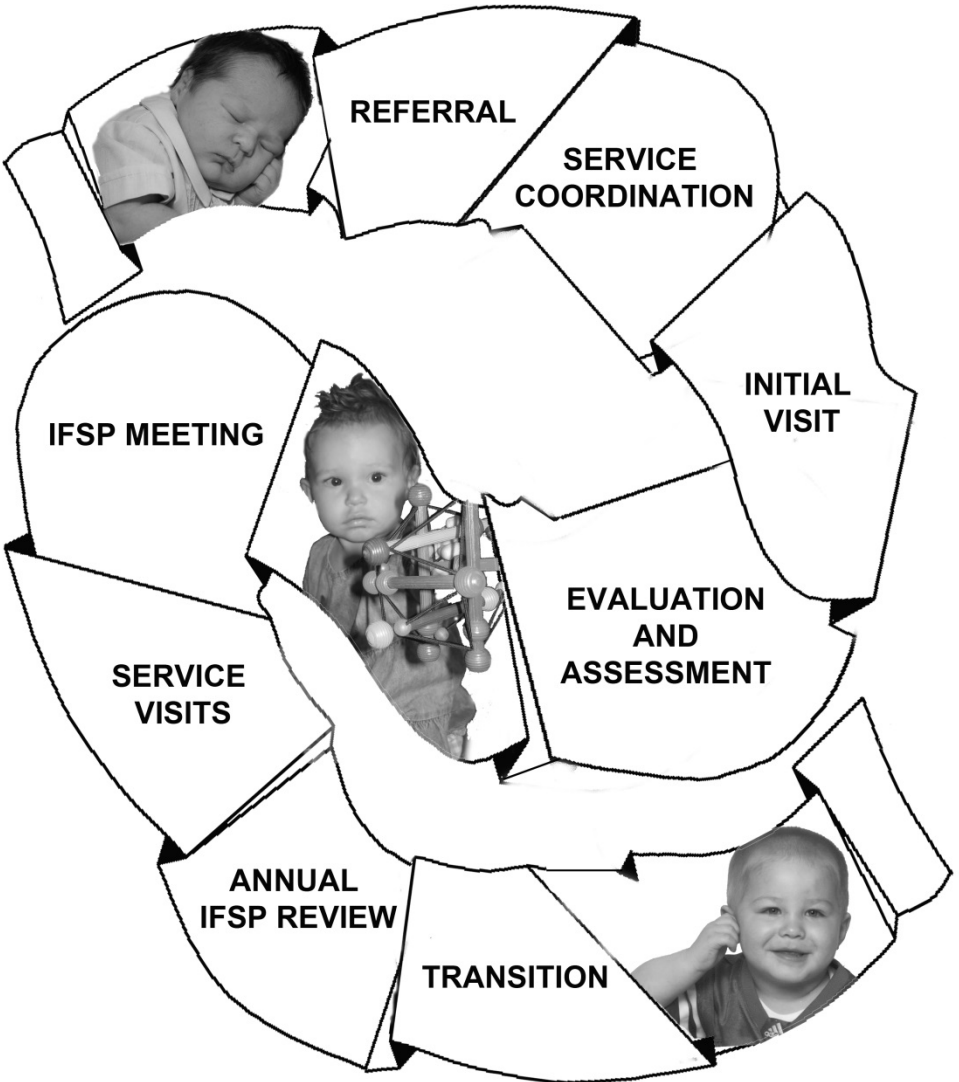 REFERRAL
SERVICE
COORDINATION
INITIAL
VISIT
EVALUATION
AND
ASSESSMENT
IFSP MEETING
SERVICE
VISITS
ANNUAL
IFSP REVIEW
TRANSITION